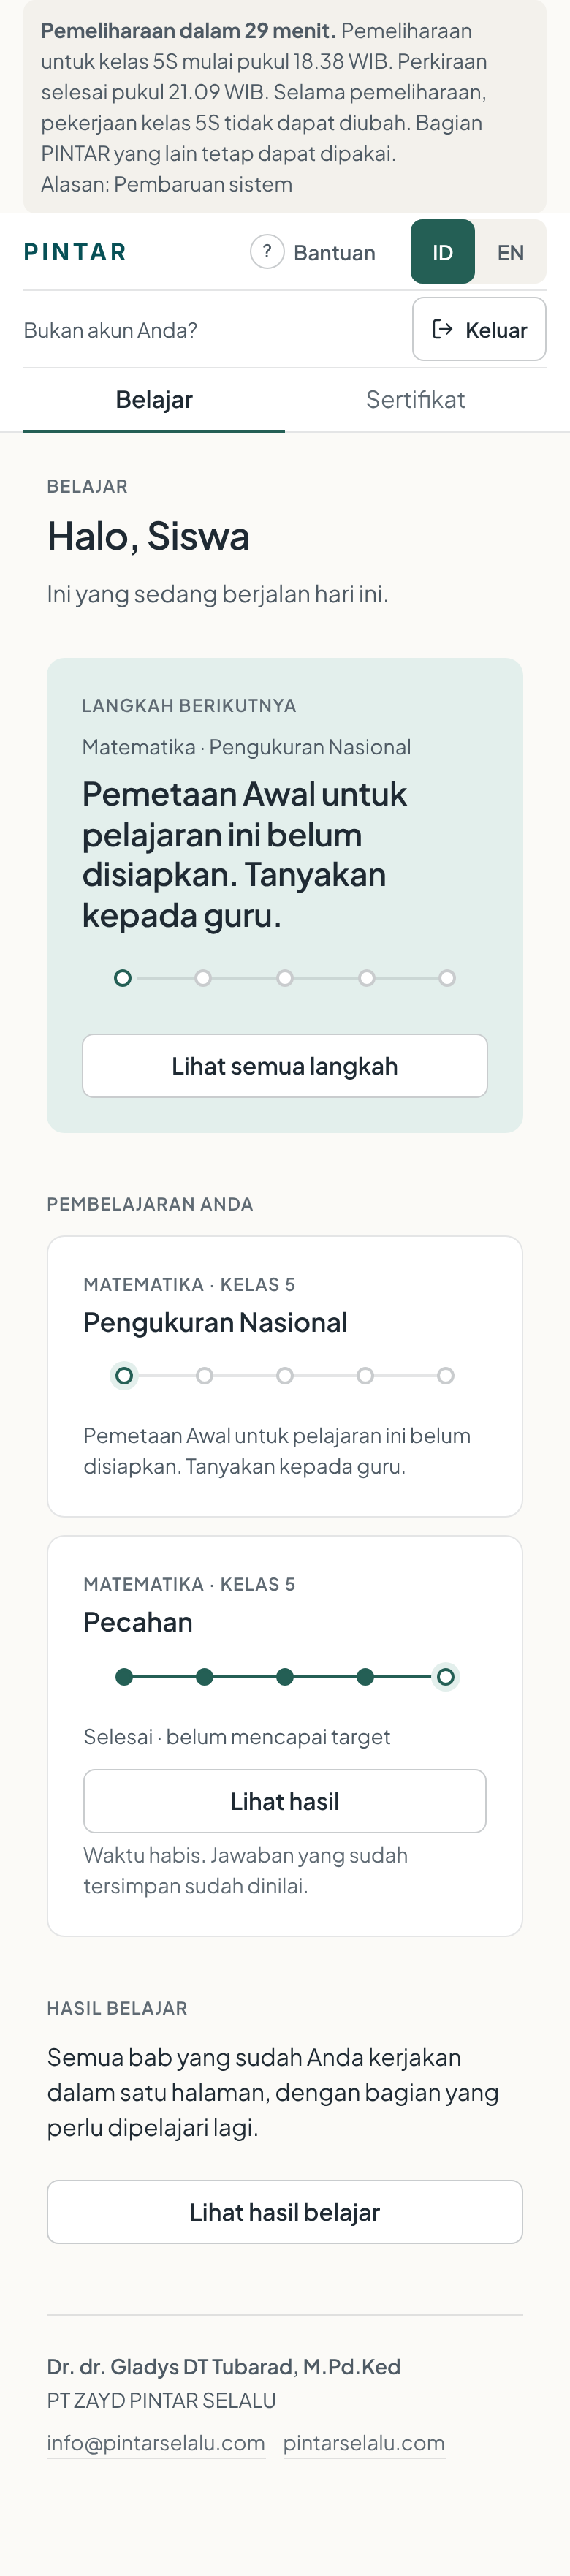 Pemeliharaan dalam 29 menit. Pemeliharaan
untuk kelas 5S mulai pukul 18.38 WIB. Perkiraan
selesai pukul 21.09 WIB. Selama pemeliharaan,
pekerjaan kelas 5S tidak dapat diubah. Bagian
PINTAR yang lain tetap dapat dipakai.
Alasan: Pembaruan sistem
PINTAR
? Bantuan
ID
EN
Bukan akun Anda?
Keluar
Belajar
Sertifikat
BELAJAR
Halo, Siswa
Ini yang sedang berjalan hari ini.
LANGKAH BERIKUTNYA
Matematika · Pengukuran Nasional
Pemetaan Awal untuk
pelajaran ini belum
disiapkan. Tanyakan
kepada guru.
Lihat semua langkah
PEMBELAJARAN ANDA
MATEMATIKA · KELAS 5
Pengukuran Nasional
Pemetaan Awal untuk pelajaran ini belum
disiapkan. Tanyakan kepada guru.
MATEMATIKA · KELAS 5
Pecahan
Selesai · belum mencapai target
Lihat hasil
Waktu habis. Jawaban yang sudah
tersimpan sudah dinilai.
HASIL BELAJAR
Semua bab yang sudah Anda kerjakan
dalam satu halaman, dengan bagian yang
perlu dipelajari lagi.
Lihat hasil belajar
Dr. dr. Gladys DT Tubarad, M.Pd.Ked
PT ZAYD PINTAR SELALU
info@pintarselalu.com pintarselalu.com